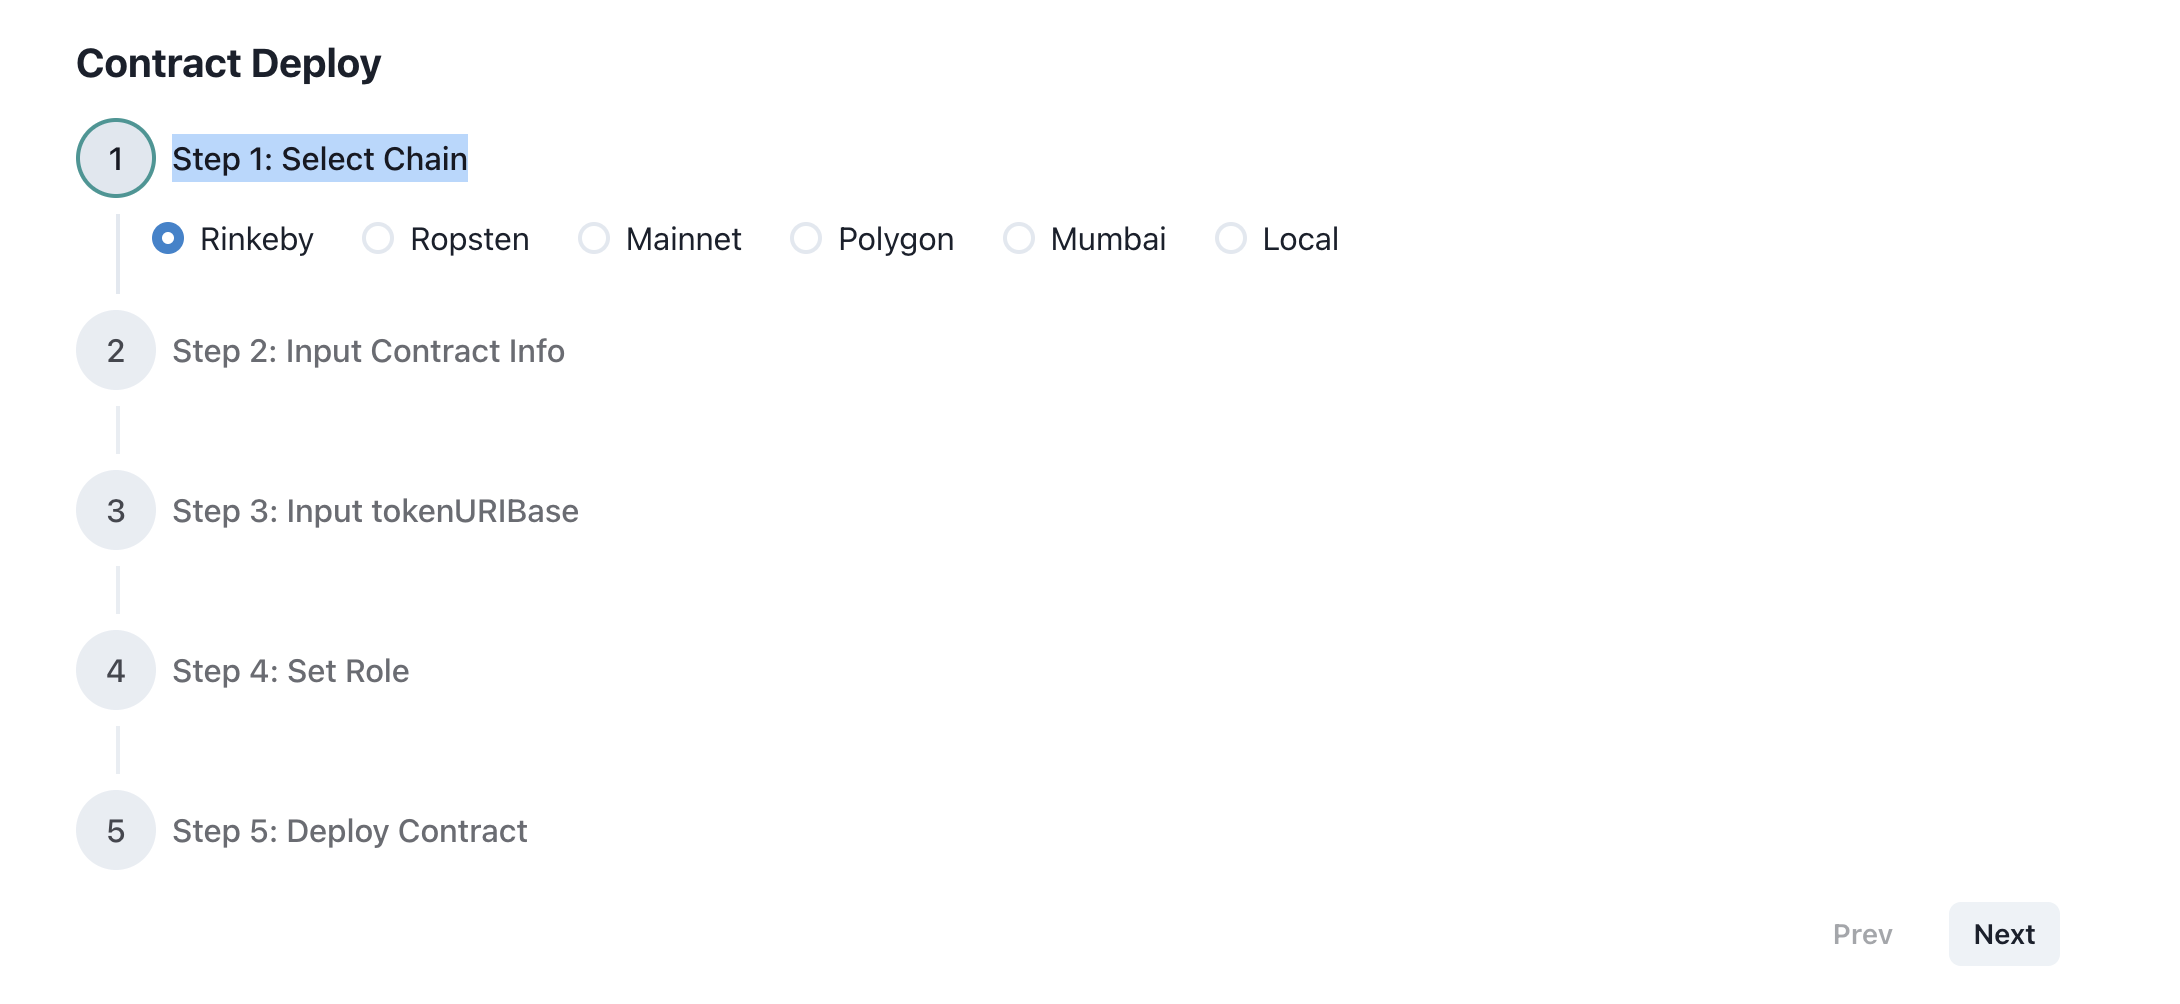 Contract Deploy
1 Step 1: Select Chain
Rinkeby Ropsten Mainnet Polygon Mumbai Local
2 Step 2: Input Contract Info
3 Step 3: Input tokenURIBase
4 Step 4: Set Role
5 Step 5: Deploy Contract
Prev Next